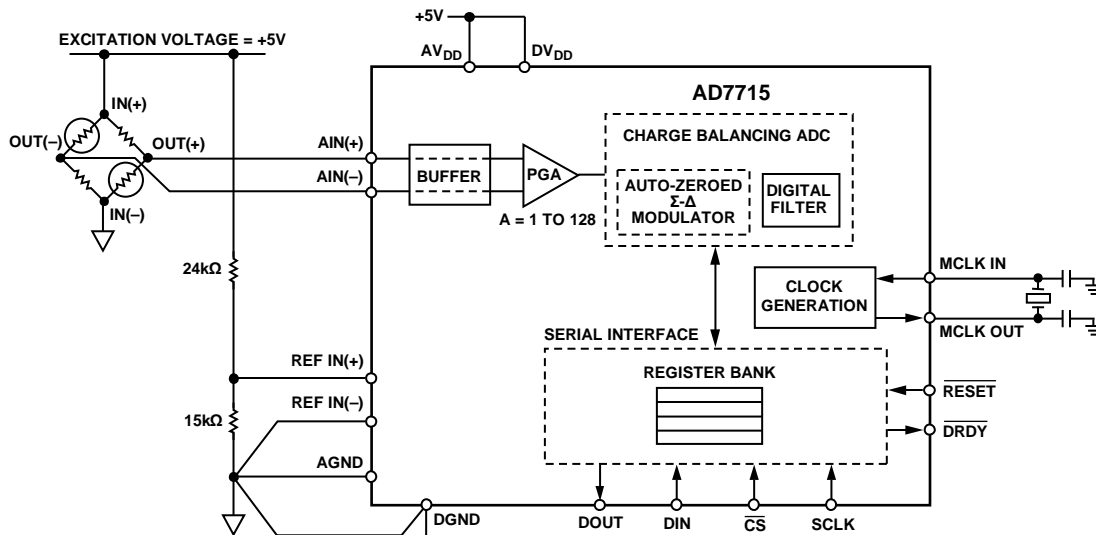 +5V
EXCITATION VOLTAGE = +5V
AVDD
DVDD
AD7715
IN(+)
CHARGE BALANCING ADC
OUT(–)
OUT(+)
AIN(+)
AIN(–)
BUFFER
PGA
AUTO-ZEROED
Σ-Δ
MODULATOR
DIGITAL
FILTER
IN(–)
A = 1 TO 128
24kΩ
MCLK IN
CLOCK
GENERATION
SERIAL INTERFACE
MCLK OUT
REF IN(+)
REGISTER BANK
RESET
REF IN(–)
15kΩ
DRDY
AGND
DGND
DOUT
DIN
CS
SCLK